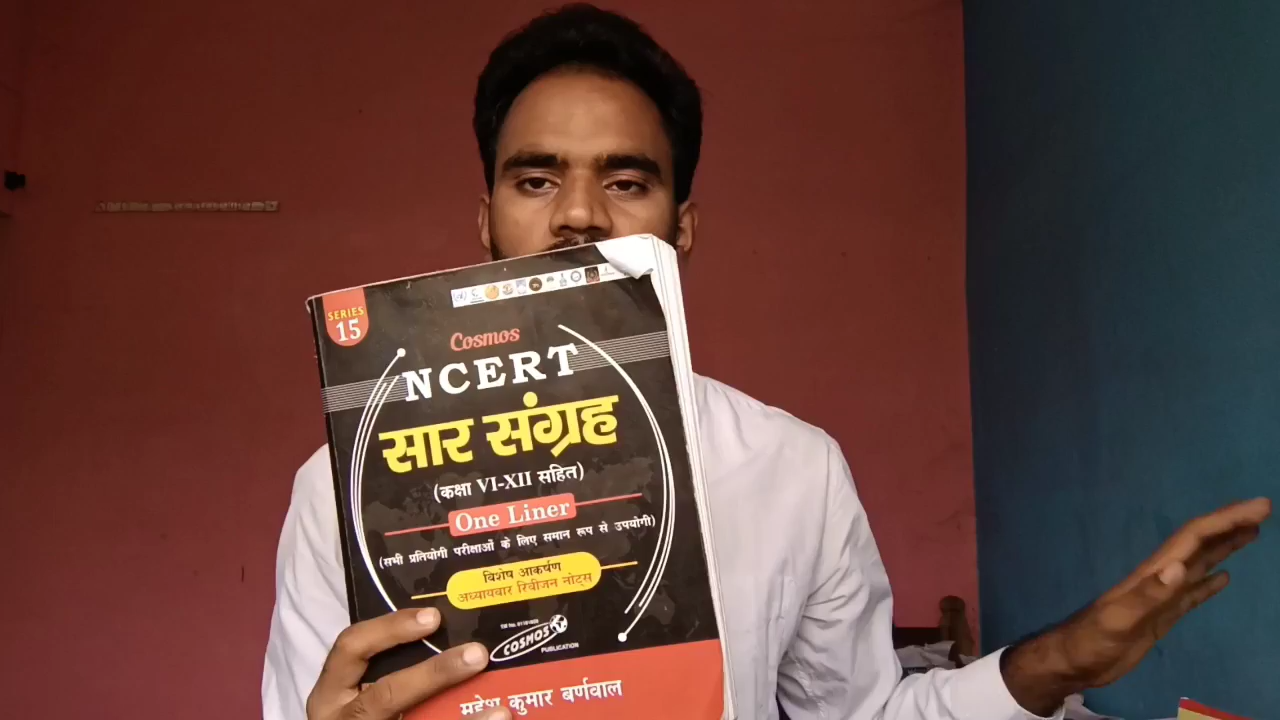 SERIES
15
Cosmos
NCERT
सार संग्रह
(कक्षा VI-XII सहित)
One Liner
(सभी प्रतियोगी परीक्षाओं के लिए समान रूप से उपयोगी)
विशेष आकर्षण
अध्यायवार रिवीजन नोट्स
COSMOS
PUBLICATION
महेश कुमार बर्णवाल